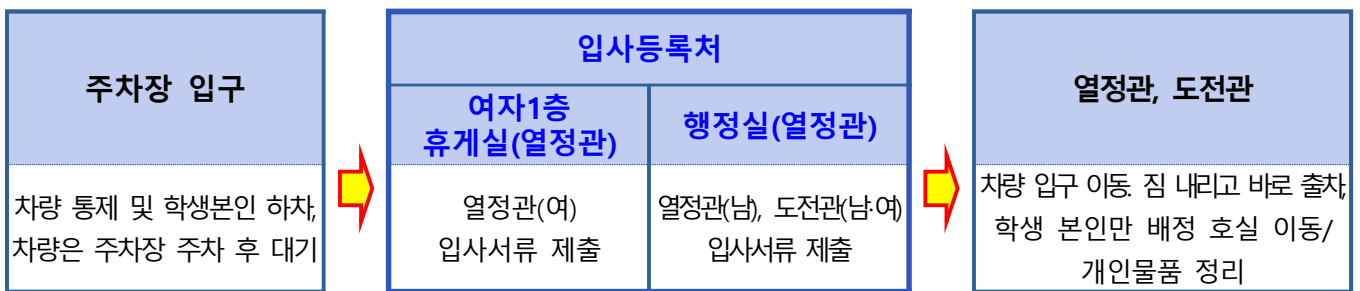 주차장 입구
차량 통제 및 학생본인 하차,
차량은 주차장 주차 후 대기
입사등록처
여자1층
휴게실(열정관)
행정실(열정관)
열정관(여)
입사서류 제출
열정관(남), 도전관(남·여)
입사서류 제출
열정관, 도전관
차량 입구 이동. 짐 내리고 바로 출차,
학생 본인만 배정 호실 이동/
개인물품 정리